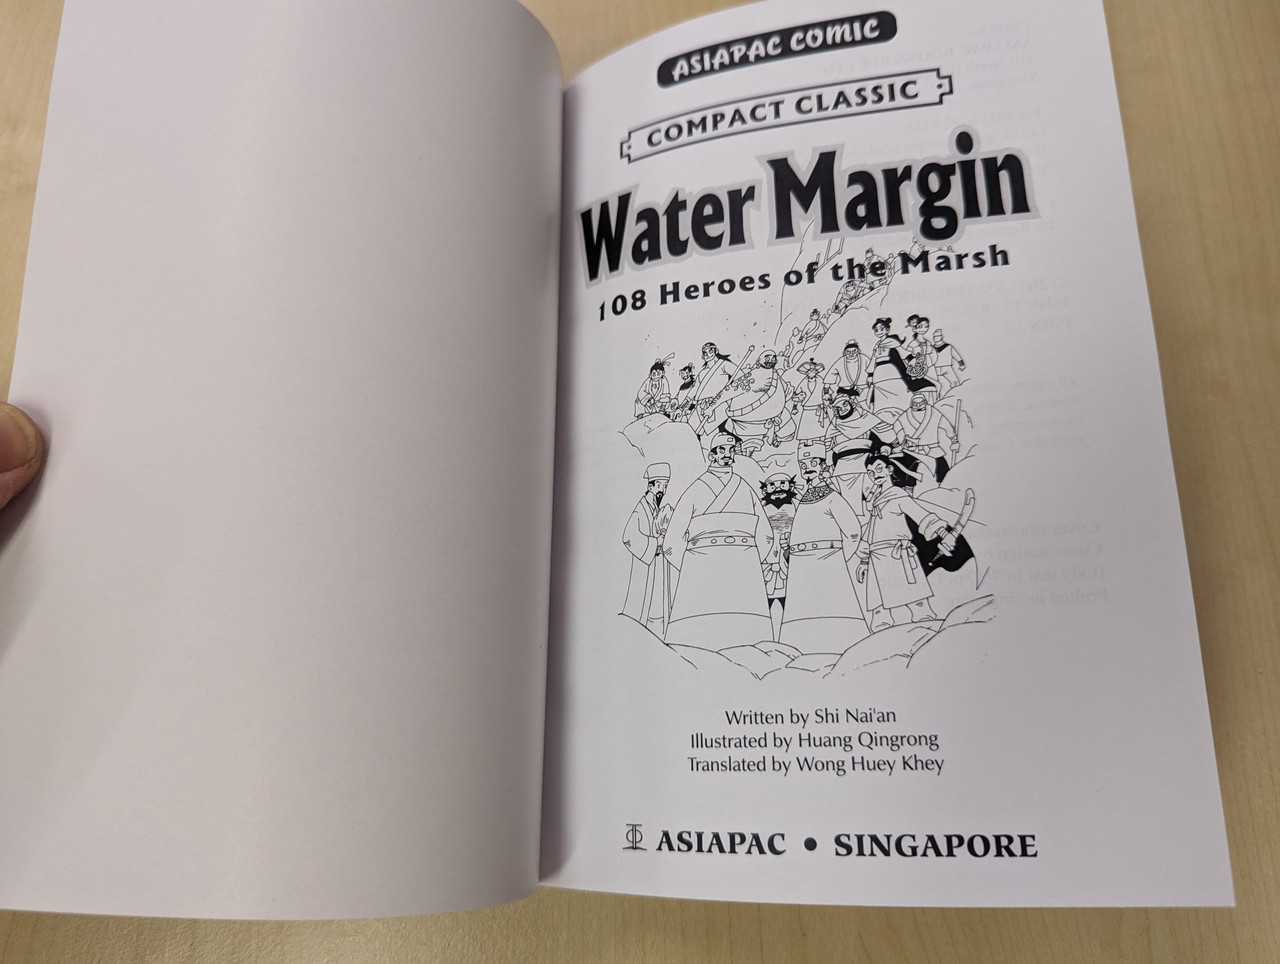 ASIAPAC COMIC
COMPACT CLASSIC
Water Margin
108 Heroes of the Marsh
Written by Shi Nai'an
Illustrated by Huang Qingrong
Translated by Wong Huey Khey
ASIAPAC • SINGAPORE